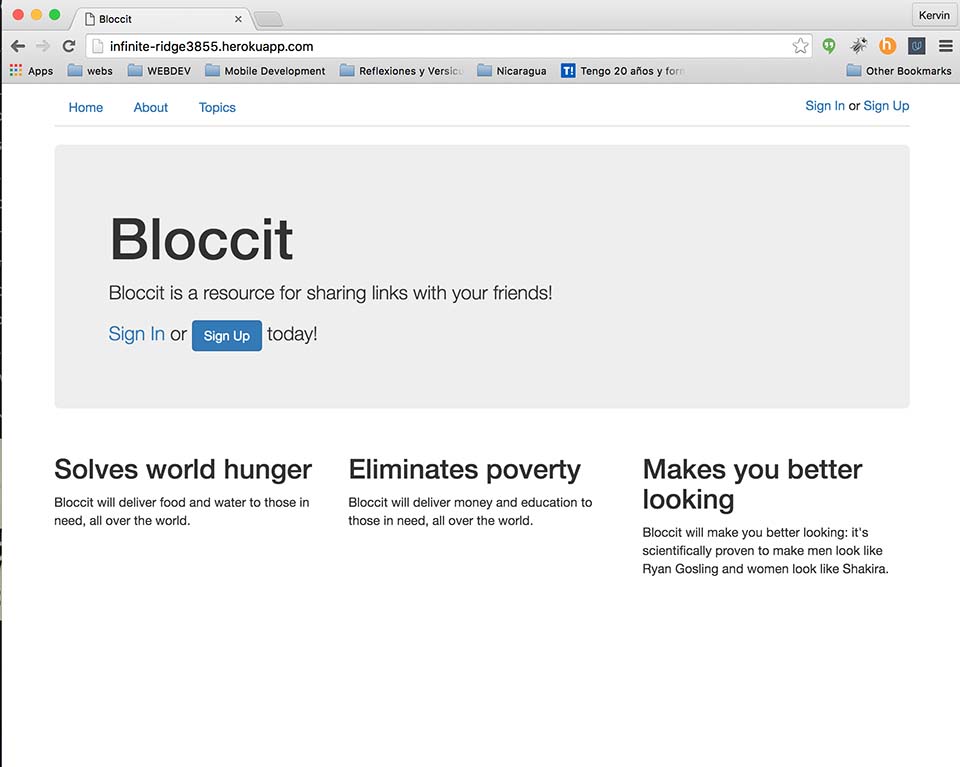 Bloccit
Kervin
infinite-ridge3855.herokuapp.com
Apps webs WEBDEV Mobile Development Reflexiones y Versicu Nicaragua T! Tengo 20 años y forn Other Bookmarks
Home About Topics Sign In or Sign Up
Bloccit
Bloccit is a resource for sharing links with your friends!
Sign In or Sign Up today!
Solves world hunger
Bloccit will deliver food and water to those in
need, all over the world.
Eliminates poverty
Bloccit will deliver money and education to
those in need, all over the world.
Makes you better
looking
Bloccit will make you better looking: it's
scientifically proven to make men look like
Ryan Gosling and women look like Shakira.